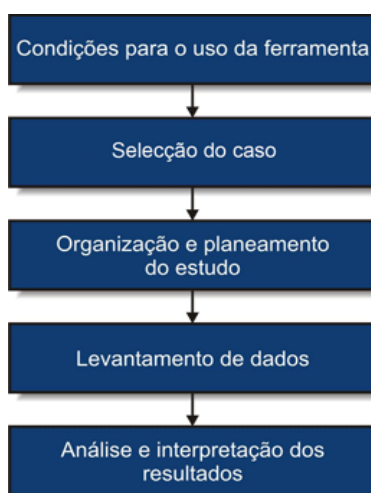 Condições para o uso da ferramenta
Selecção do caso
Organização e planeamento
do estudo
Levantamento de dados
Análise e interpretação dos
resultados